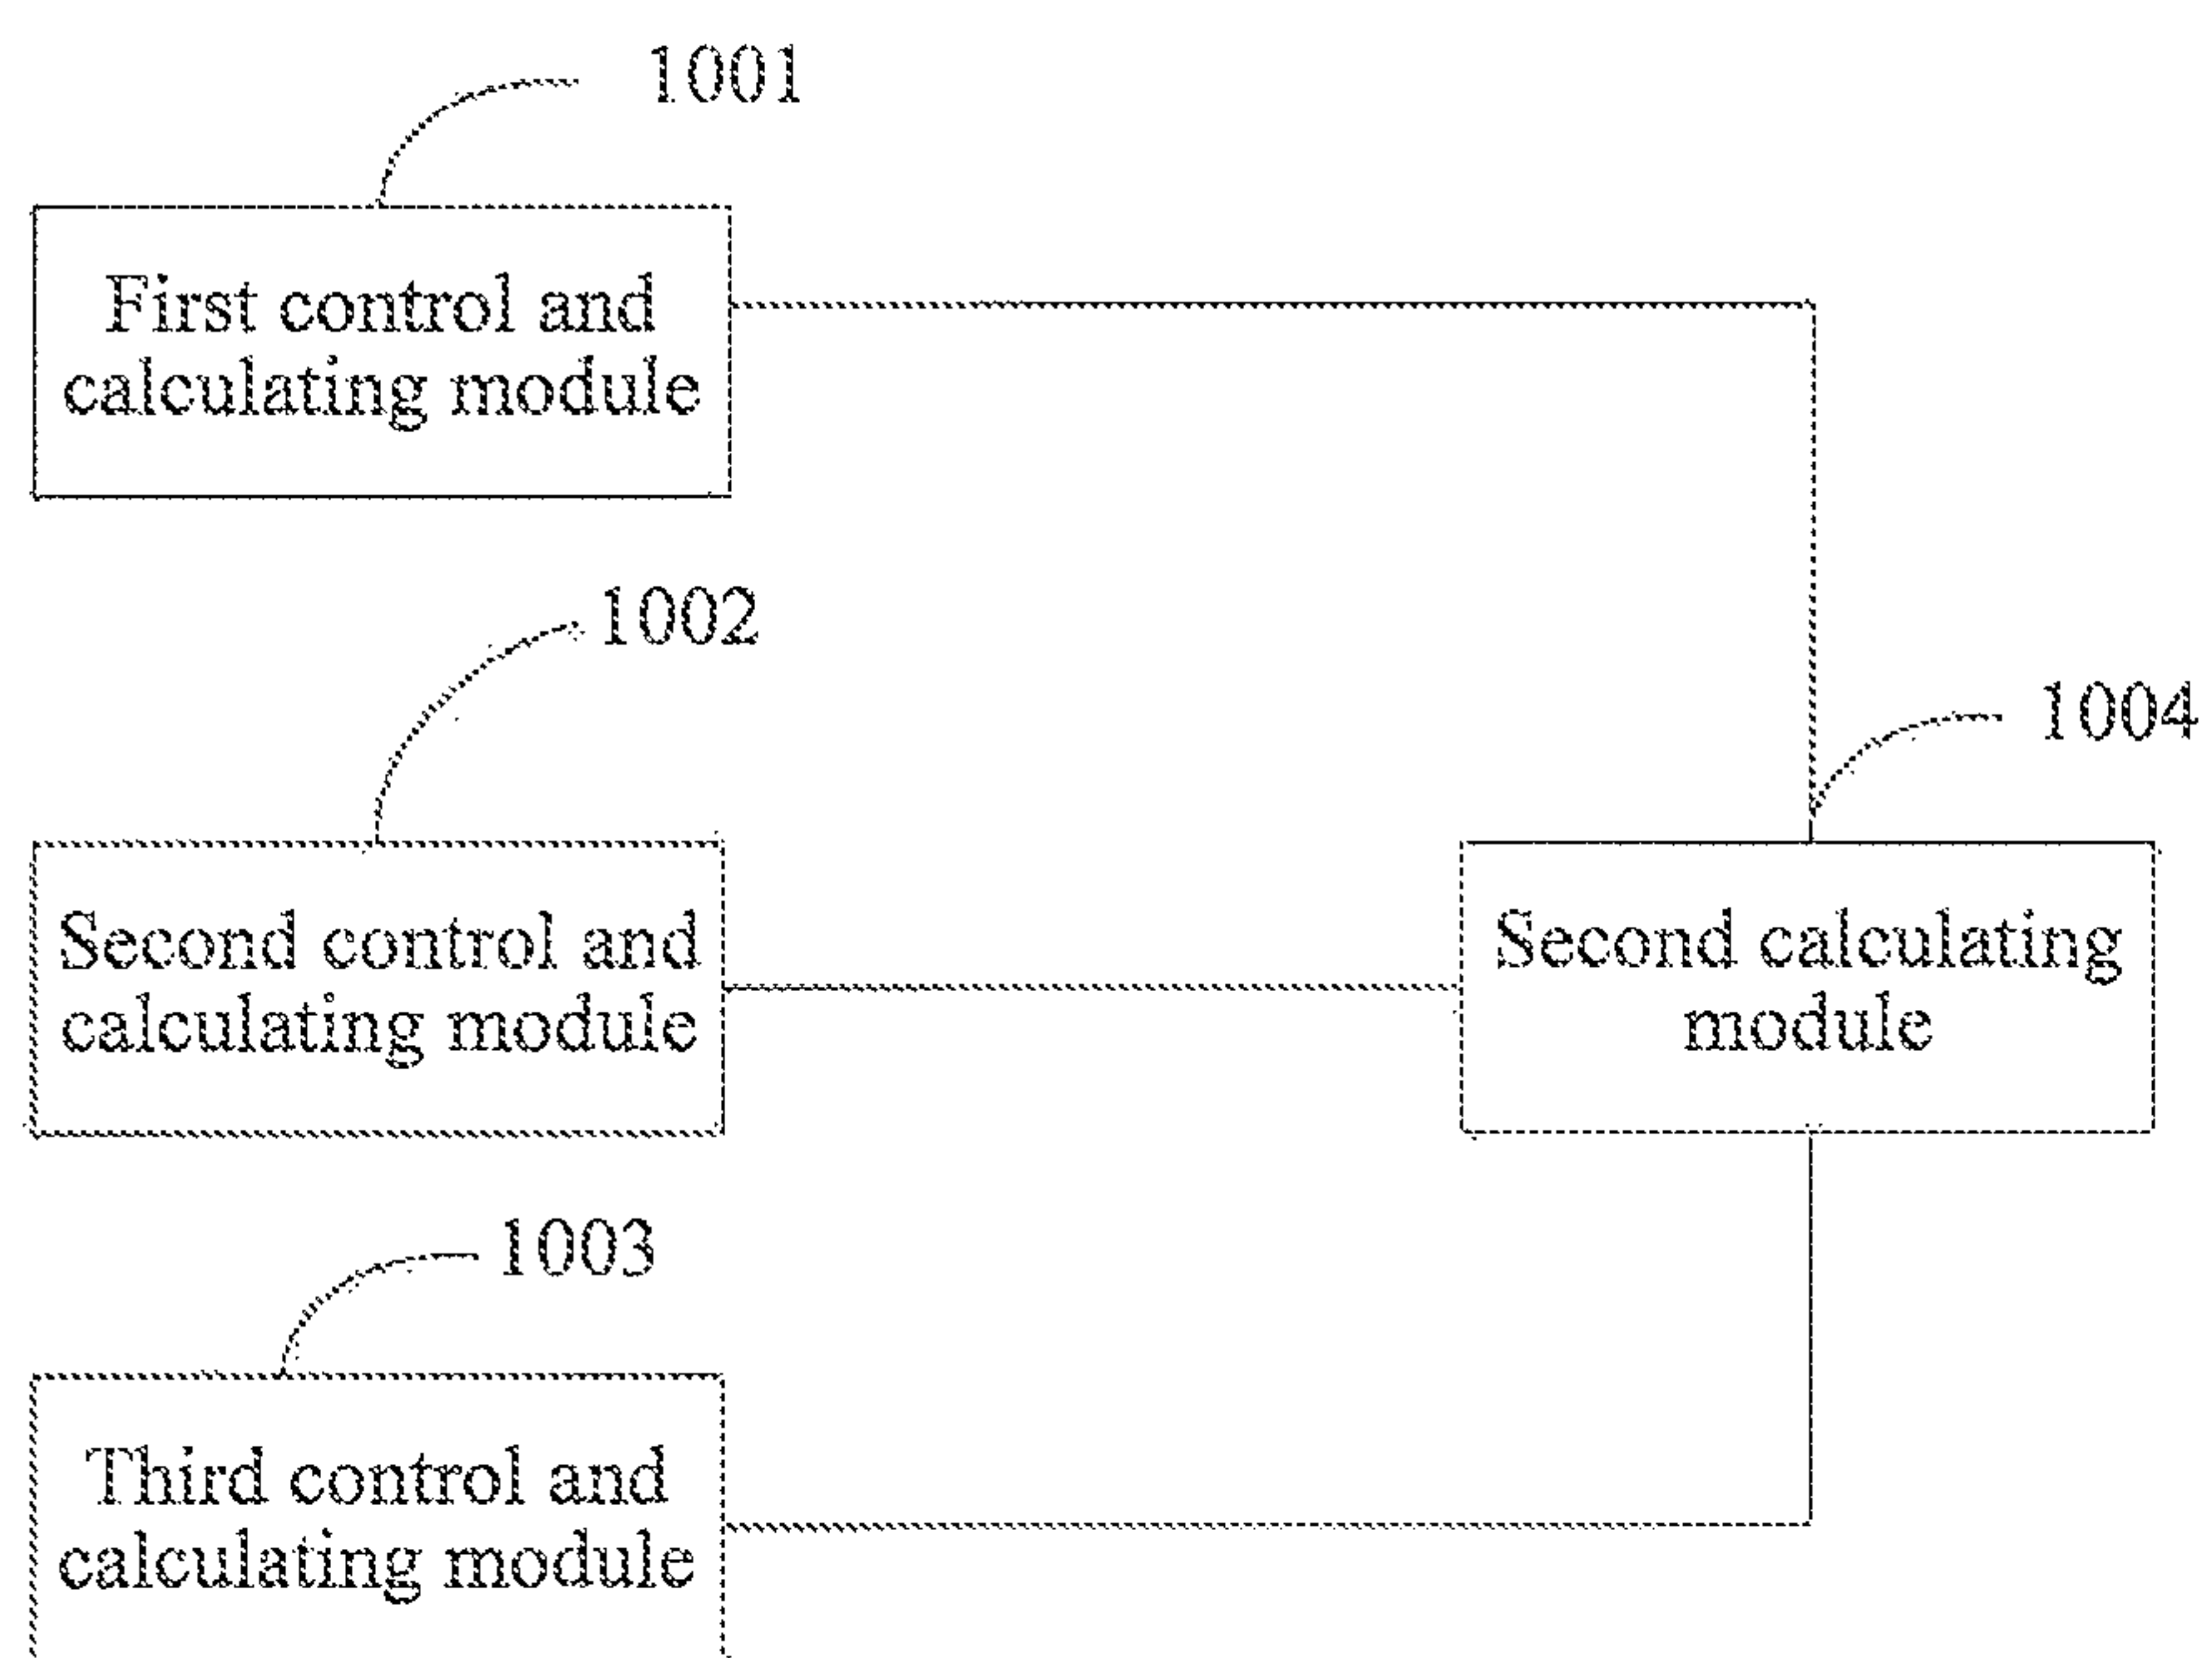 1001
First control and
calculating module
1002
1004
Second control and
calculating module
Second calculating
module
1003
Third control and
calculating module